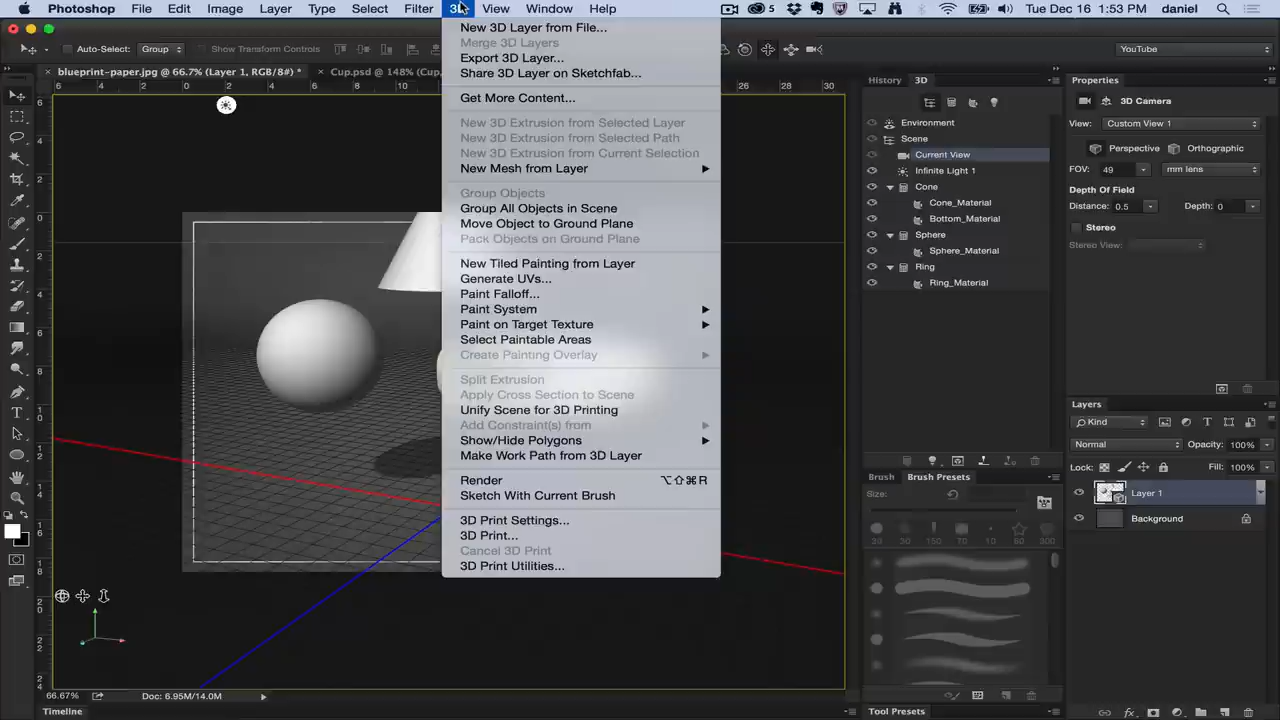 Photoshop File Edit Image Layer Type Select Filter 3D View Window Help 5 Tue Dec 16 1:53 PM daniel
Auto-Select: Group Show Transform Controls YouTube
blueprint-paper.jpg @ 66.7% (Layer 1, RGB/8#) * Cup.psd @ 148% (Cup,
New 3D Layer from File...
Merge 3D Layers
Export 3D Layer...
Share 3D Layer on Sketchfab...
Get More Content...
New 3D Extrusion from Selected Layer
New 3D Extrusion from Selected Path
New 3D Extrusion from Current Selection
New Mesh from Layer
Group Objects
Group All Objects in Scene
Move Object to Ground Plane
Pack Objects on Ground Plane
New Tiled Painting from Layer
Generate UVs...
Paint Falloff...
Paint System
Paint on Target Texture
Select Paintable Areas
Create Painting Overlay
Split Extrusion
Apply Cross Section to Scene
Unify Scene for 3D Printing
Add Constraint(s) from
Show/Hide Polygons
Make Work Path from 3D Layer
Render ⌥⇧⌘R
Sketch With Current Brush
3D Print Settings...
3D Print...
Cancel 3D Print
3D Print Utilities...
History 3D
Environment
Scene
Current View
Infinite Light 1
Cone
Cone_Material
Bottom_Material
Sphere
Sphere_Material
Ring
Ring_Material
Properties
3D Camera
View: Custom View 1
Perspective Orthographic
FOV: 49 mm lens
Depth Of Field
Distance: 0.5 Depth: 0
Stereo
Stereo View:
Layers
Kind
Normal Opacity: 100%
Lock: Fill: 100%
Layer 1
Background
Brush Brush Presets
Size:
30 30 30 70 10 60 300
Tool Presets
66.67% Doc: 6.95M/14.0M
Timeline